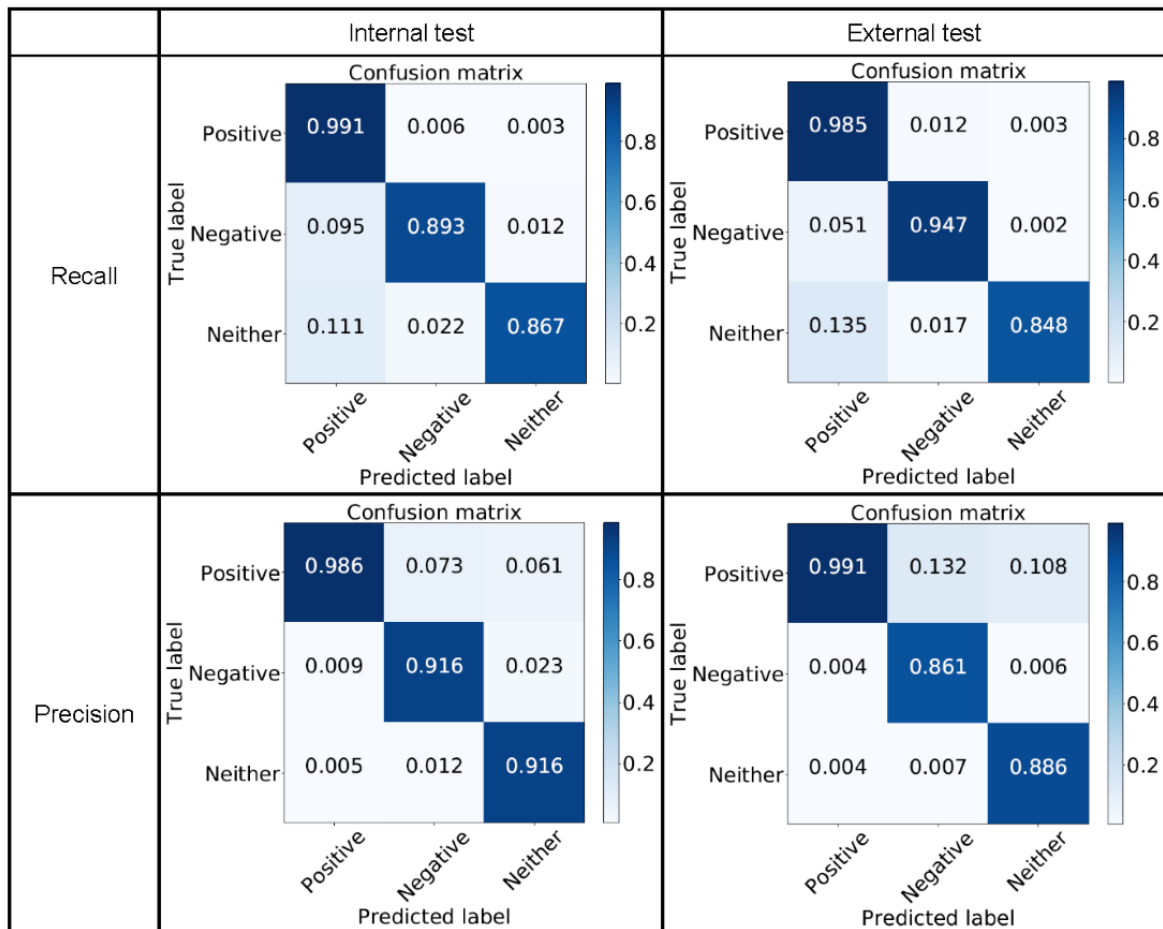 Internal test External test
Recall
Confusion matrix
Positive 0.991 0.006 0.003 0.8
Negative 0.095 0.893 0.012 0.6
0.4
Neither 0.111 0.022 0.867 0.2
True label
Positive Negative Neither
Predicted label
Confusion matrix
Positive 0.985 0.012 0.003 0.8
Negative 0.051 0.947 0.002 0.6
0.4
Neither 0.135 0.017 0.848 0.2
True label
Positive Negative Neither
Predicted label
Precision
Confusion matrix
Positive 0.986 0.073 0.061 0.8
Negative 0.009 0.916 0.023 0.6
0.4
Neither 0.005 0.012 0.916 0.2
True label
Positive Negative Neither
Predicted label
Confusion matrix
Positive 0.991 0.132 0.108 0.8
Negative 0.004 0.861 0.006 0.6
0.4
Neither 0.004 0.007 0.886 0.2
True label
Positive Negative Neither
Predicted label